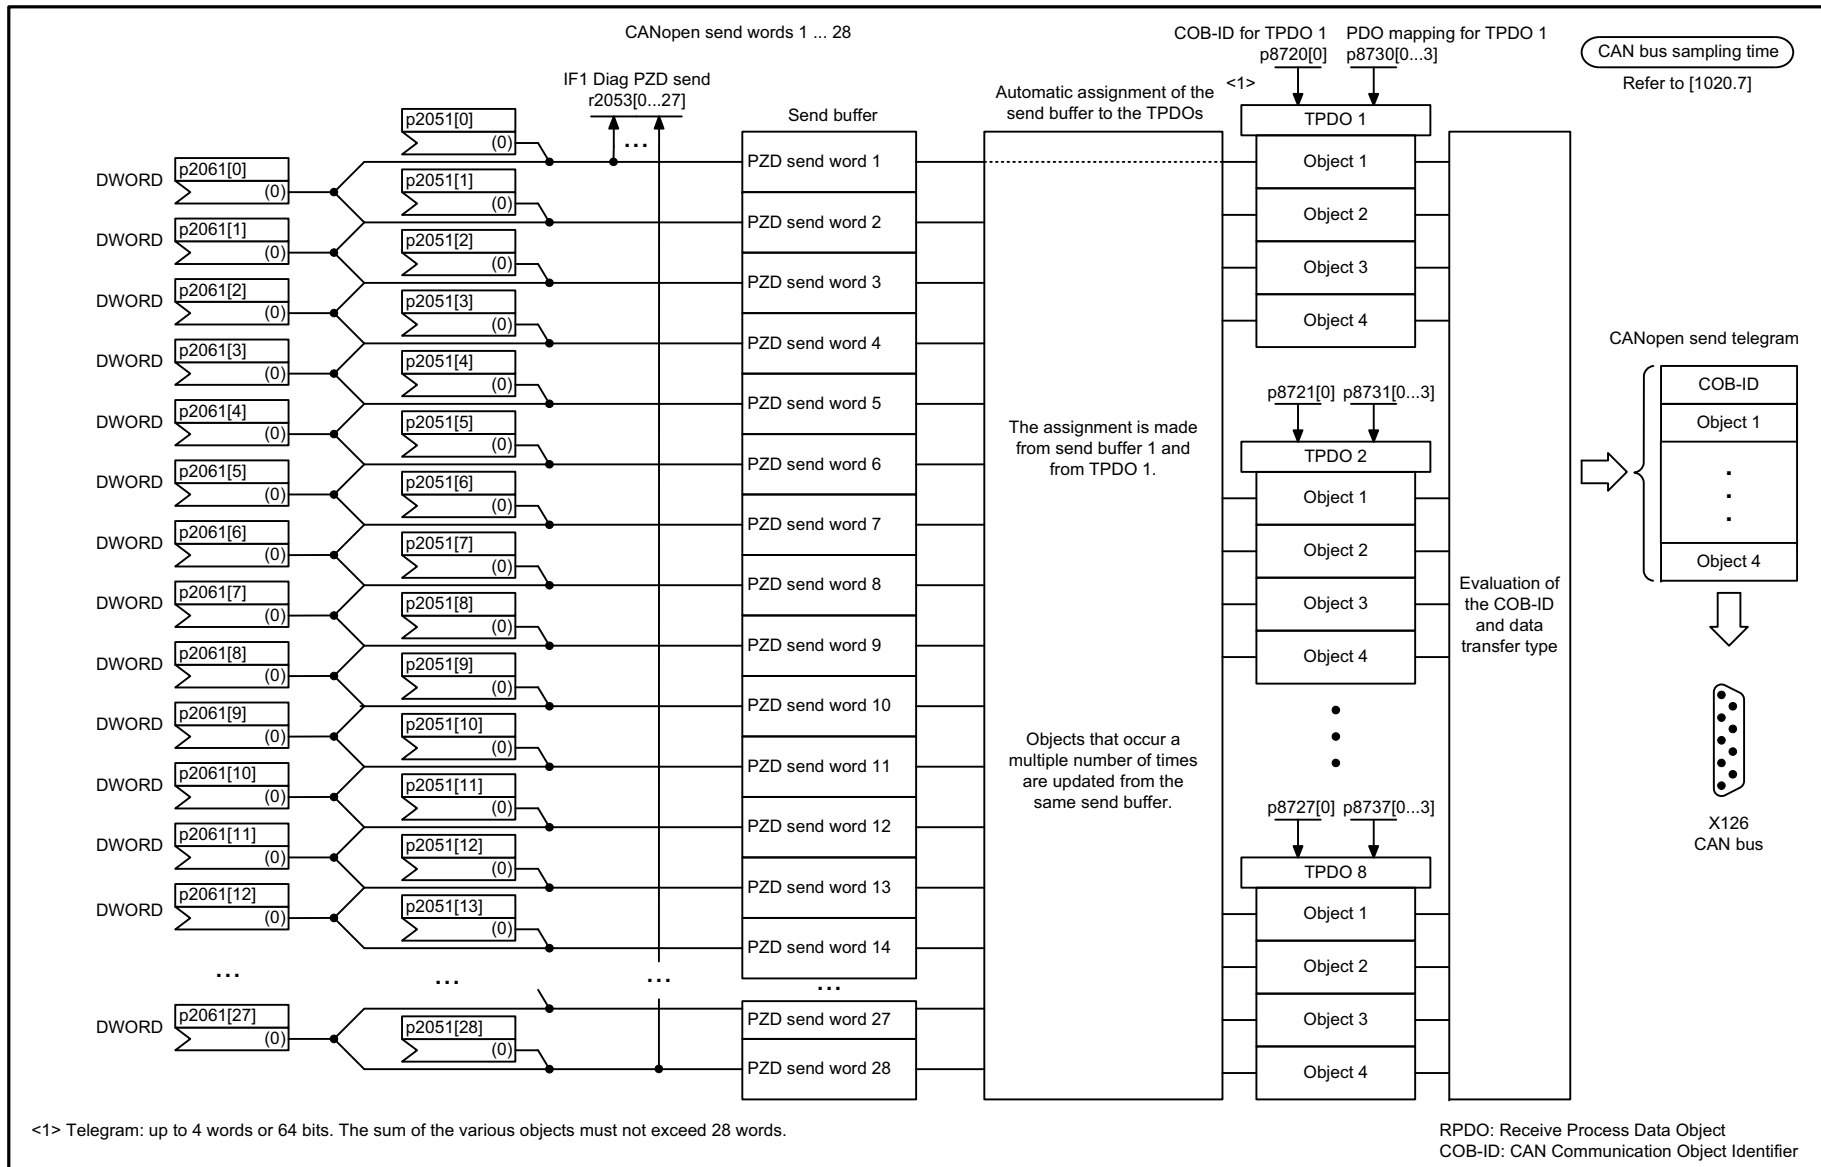 CANopen send words 1 ... 28
COB-ID for TPDO 1
p8720[0]
PDO mapping for TPDO 1
p8730[0...3]
CAN bus sampling time
Refer to [1020.7]
<1>
IF1 Diag PZD send
r2053[0...27]
...
Send buffer
Automatic assignment of the
send buffer to the TPDOs
DWORD
p2061[0]
(0)
DWORD
p2061[1]
(0)
DWORD
p2061[2]
(0)
DWORD
p2061[3]
(0)
DWORD
p2061[4]
(0)
DWORD
p2061[5]
(0)
DWORD
p2061[6]
(0)
DWORD
p2061[7]
(0)
DWORD
p2061[8]
(0)
DWORD
p2061[9]
(0)
DWORD
p2061[10]
(0)
DWORD
p2061[11]
(0)
DWORD
p2061[12]
(0)
...
DWORD
p2061[27]
(0)
p2051[0]
(0)
p2051[1]
(0)
p2051[2]
(0)
p2051[3]
(0)
p2051[4]
(0)
p2051[5]
(0)
p2051[6]
(0)
p2051[7]
(0)
p2051[8]
(0)
p2051[9]
(0)
p2051[10]
(0)
p2051[11]
(0)
p2051[12]
(0)
p2051[13]
(0)
...
p2051[28]
(0)
...
PZD send word 1
PZD send word 2
PZD send word 3
PZD send word 4
PZD send word 5
PZD send word 6
PZD send word 7
PZD send word 8
PZD send word 9
PZD send word 10
PZD send word 11
PZD send word 12
PZD send word 13
PZD send word 14
...
PZD send word 27
PZD send word 28
The assignment is made
from send buffer 1 and
from TPDO 1.
Objects that occur a
multiple number of times
are updated from the
same send buffer.
TPDO 1
Object 1
Object 2
Object 3
Object 4
p8721[0]
p8731[0...3]
TPDO 2
Object 1
Object 2
Object 3
Object 4
p8727[0]
p8737[0...3]
TPDO 8
Object 1
Object 2
Object 3
Object 4
Evaluation of
the COB-ID
and data
transfer type
CANopen send telegram
COB-ID
Object 1
.
.
.
Object 4
X126
CAN bus
<1> Telegram: up to 4 words or 64 bits. The sum of the various objects must not exceed 28 words.
RPDO: Receive Process Data Object
COB-ID: CAN Communication Object Identifier